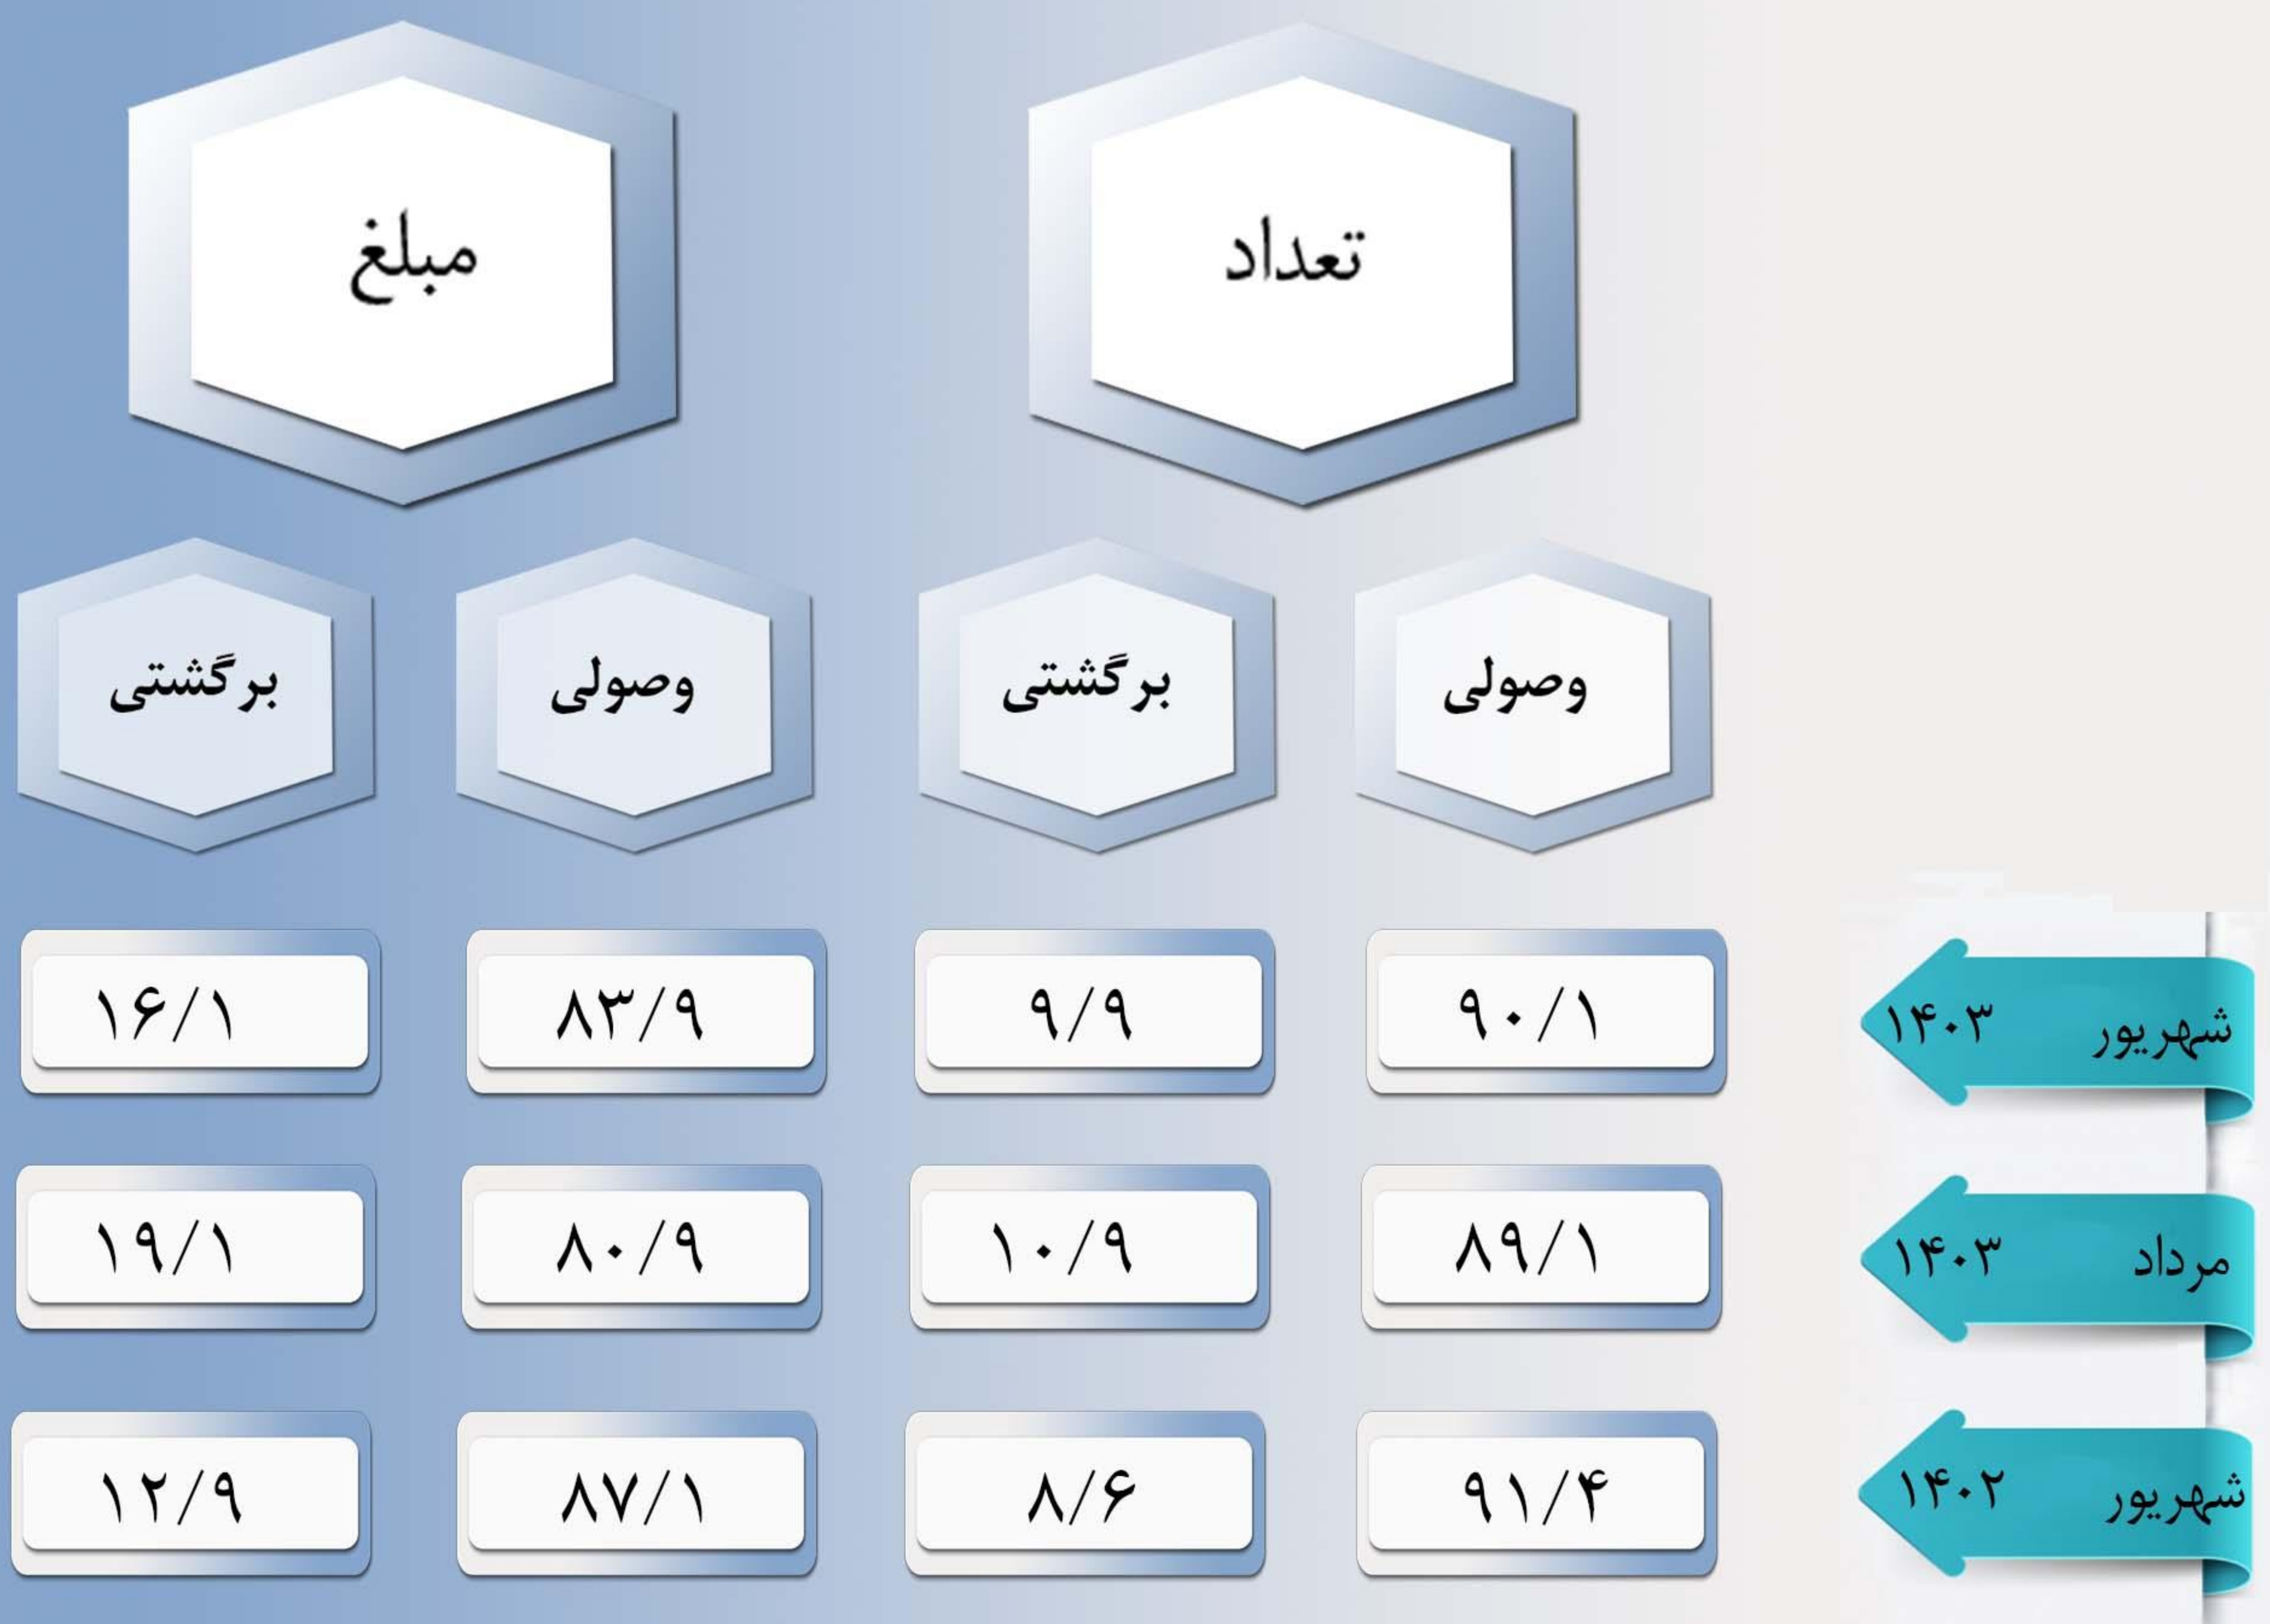 تعداد مبلغ
وصولی برگشتی وصولی برگشتی
شهریور ۱۴۰۳ ۹۰/۱ ۹/۹ ۸۳/۹ ۱۶/۱
مرداد ۱۴۰۳ ۸۹/۱ ۱۰/۹ ۸۰/۹ ۱۹/۱
شهریور ۱۴۰۲ ۹۱/۴ ۸/۶ ۸۷/۱ ۱۲/۹